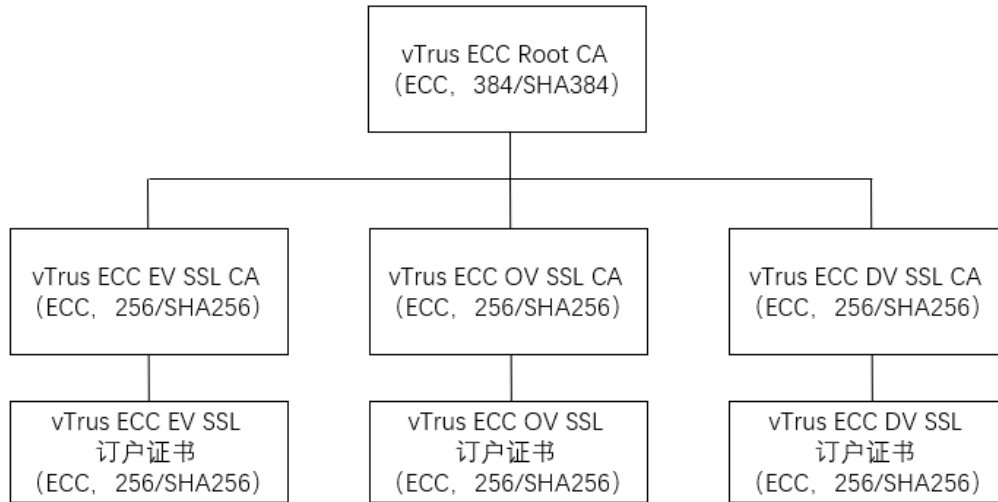 vTrus ECC Root CA
（ECC，384/SHA384）
vTrus ECC EV SSL CA
（ECC，256/SHA256）
vTrus ECC OV SSL CA
（ECC，256/SHA256）
vTrus ECC DV SSL CA
（ECC，256/SHA256）
vTrus ECC EV SSL
订户证书
（ECC，256/SHA256）
vTrus ECC OV SSL
订户证书
（ECC，256/SHA256）
vTrus ECC DV SSL
订户证书
（ECC，256/SHA256）